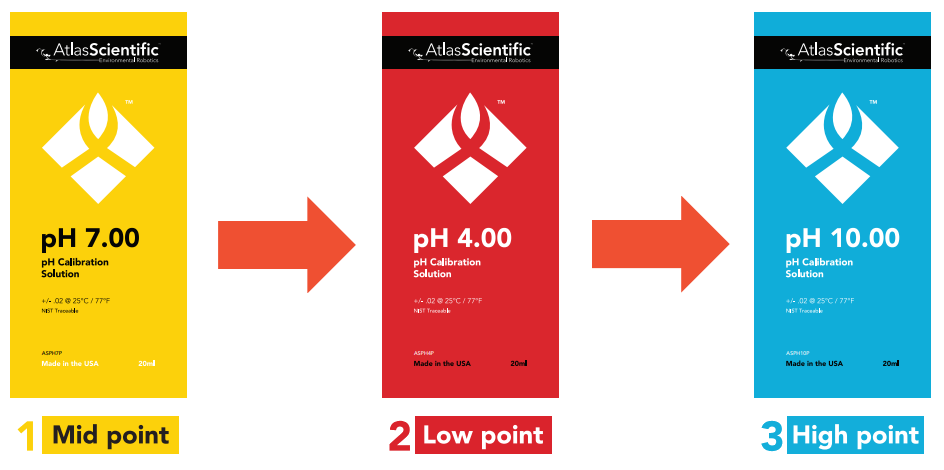 AtlasScientific
Environmental Robotics
TM
pH 7.00
pH Calibration
Solution
+/- .02 @ 25°C / 77°F
NIST Traceable
ASPH7P
Made in the USA 20ml
1 Mid point
AtlasScientific
Environmental Robotics
TM
pH 4.00
pH Calibration
Solution
+/- .02 @ 25°C / 77°F
NIST Traceable
ASPH4P
Made in the USA 20ml
2 Low point
AtlasScientific
Environmental Robotics
TM
pH 10.00
pH Calibration
Solution
+/- .02 @ 25°C / 77°F
NIST Traceable
ASPH10P
Made in the USA 20ml
3 High point